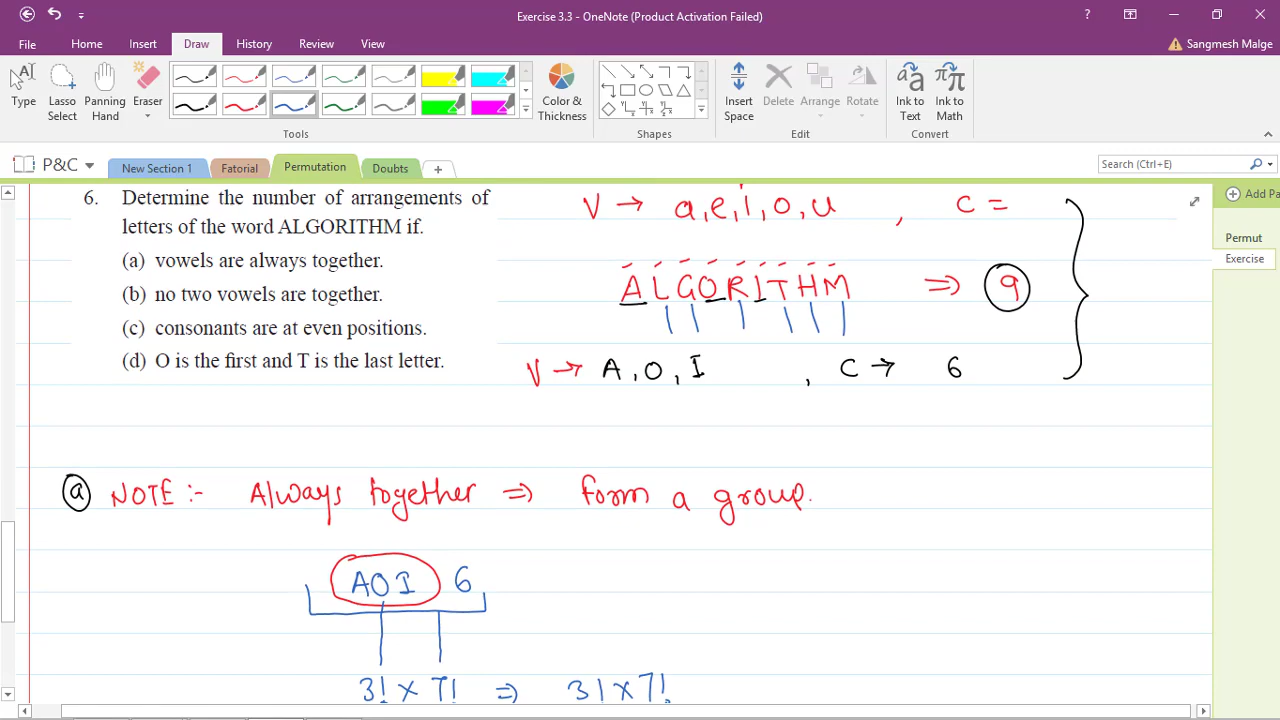 Exercise 3.3 - OneNote (Product Activation Failed)
?
File Home Insert Draw History Review View Sangmesh Malge
Type
Lasso Select
Panning Hand
Eraser
Color & Thickness
Insert Space
Delete
Arrange
Rotate
Ink to Text
Ink to Math
Tools Shapes Edit Convert
P&C New Section 1 Fatorial Permutation Doubts + Search (Ctrl+E)
Add Pa
Permut
Exercise
6. Determine the number of arrangements of
letters of the word ALGORITHM if.
(a) vowels are always together.
(b) no two vowels are together.
(c) consonants are at even positions.
(d) O is the first and T is the last letter.
V → a, e, i, o, u , C =
ALGORITHM ⇒ 9
V → A, O, I , C → 6
a NOTE :- Always together ⇒ form a group.
AOI 6
3! × 7! ⇒ 3! × 7!